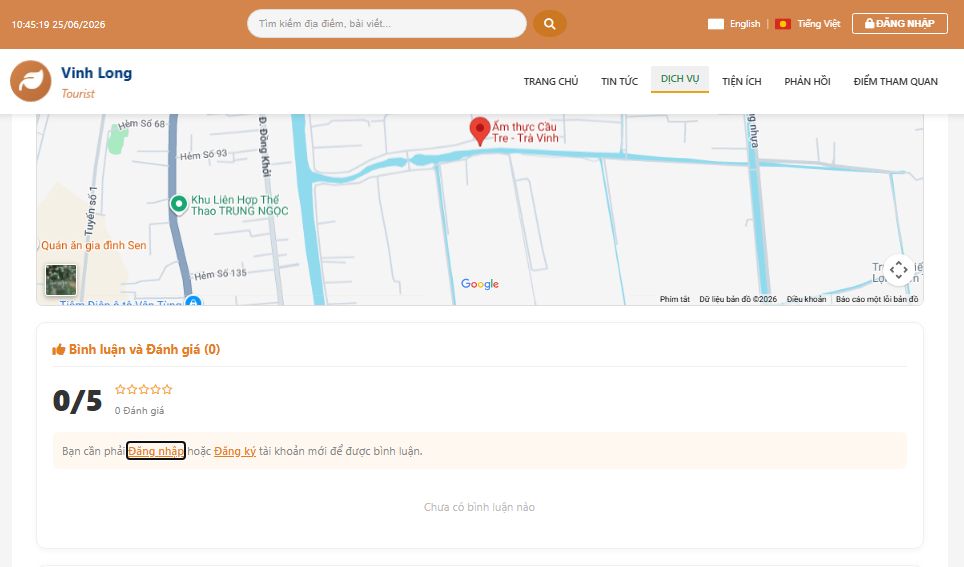 10:45:19 25/06/2026
Tìm kiếm địa điểm, bài viết...
English | Tiếng Việt
ĐĂNG NHẬP
Vinh Long
Tourist
TRANG CHỦ
TIN TỨC
DỊCH VỤ
TIỆN ÍCH
PHẢN HỒI
ĐIỂM THAM QUAN
Hẻm Số 68
Hẻm Số 93
Đ. Đồng Khởi
Tuyến số 1
Ẩm thực Cầu
Tre - Trà Vinh
nhựa
Khu Liên Hợp Thể
Thao TRUNG NGỌC
Quán ăn gia đình Sen
Hẻm Số 135
Tiệm Điện ô tô Văn Tùng
Google
Phím tắt
Dữ liệu bản đồ ©2026
Điều khoản
Báo cáo một lỗi bản đồ
Bình luận và Đánh giá (0)
0/5
0 Đánh giá
Bạn cần phải Đăng nhập hoặc Đăng ký tài khoản mới để được bình luận.
Chưa có bình luận nào